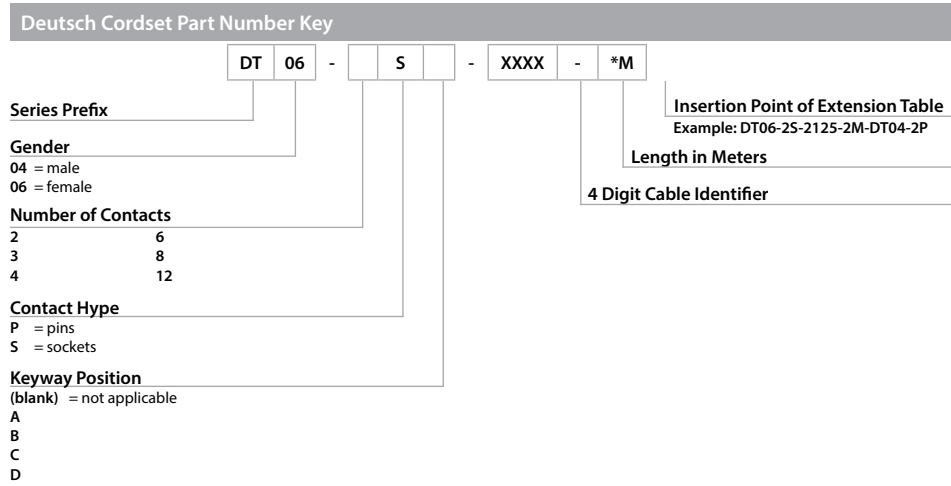 Deutsch Cordset Part Number Key
DT 06 - S - XXXX - *M
Series Prefix
Gender
04 = male
06 = female
Number of Contacts
2 6
3 8
4 12
Contact Hype
P = pins
S = sockets
Keyway Position
(blank) = not applicable
A
B
C
D
Insertion Point of Extension Table
Example: DT06-2S-2125-2M-DT04-2P
Length in Meters
4 Digit Cable Identifier